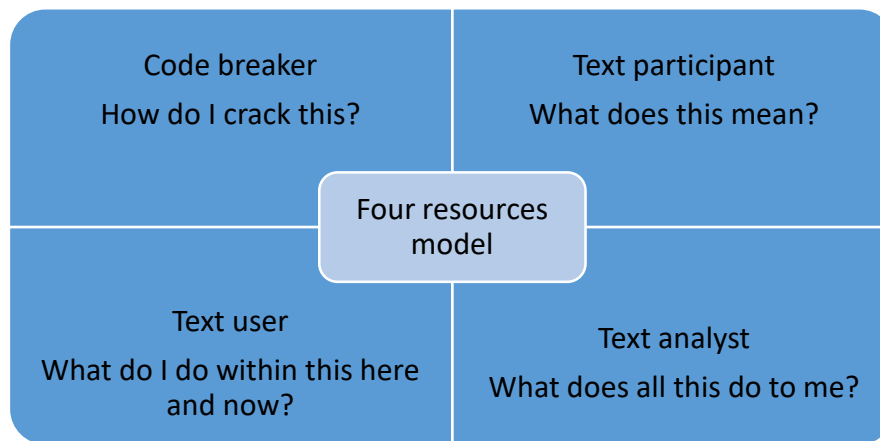 Code breaker
How do I crack this?
Text participant
What does this mean?
Four resources
model
Text user
What do I do within this here
and now?
Text analyst
What does all this do to me?